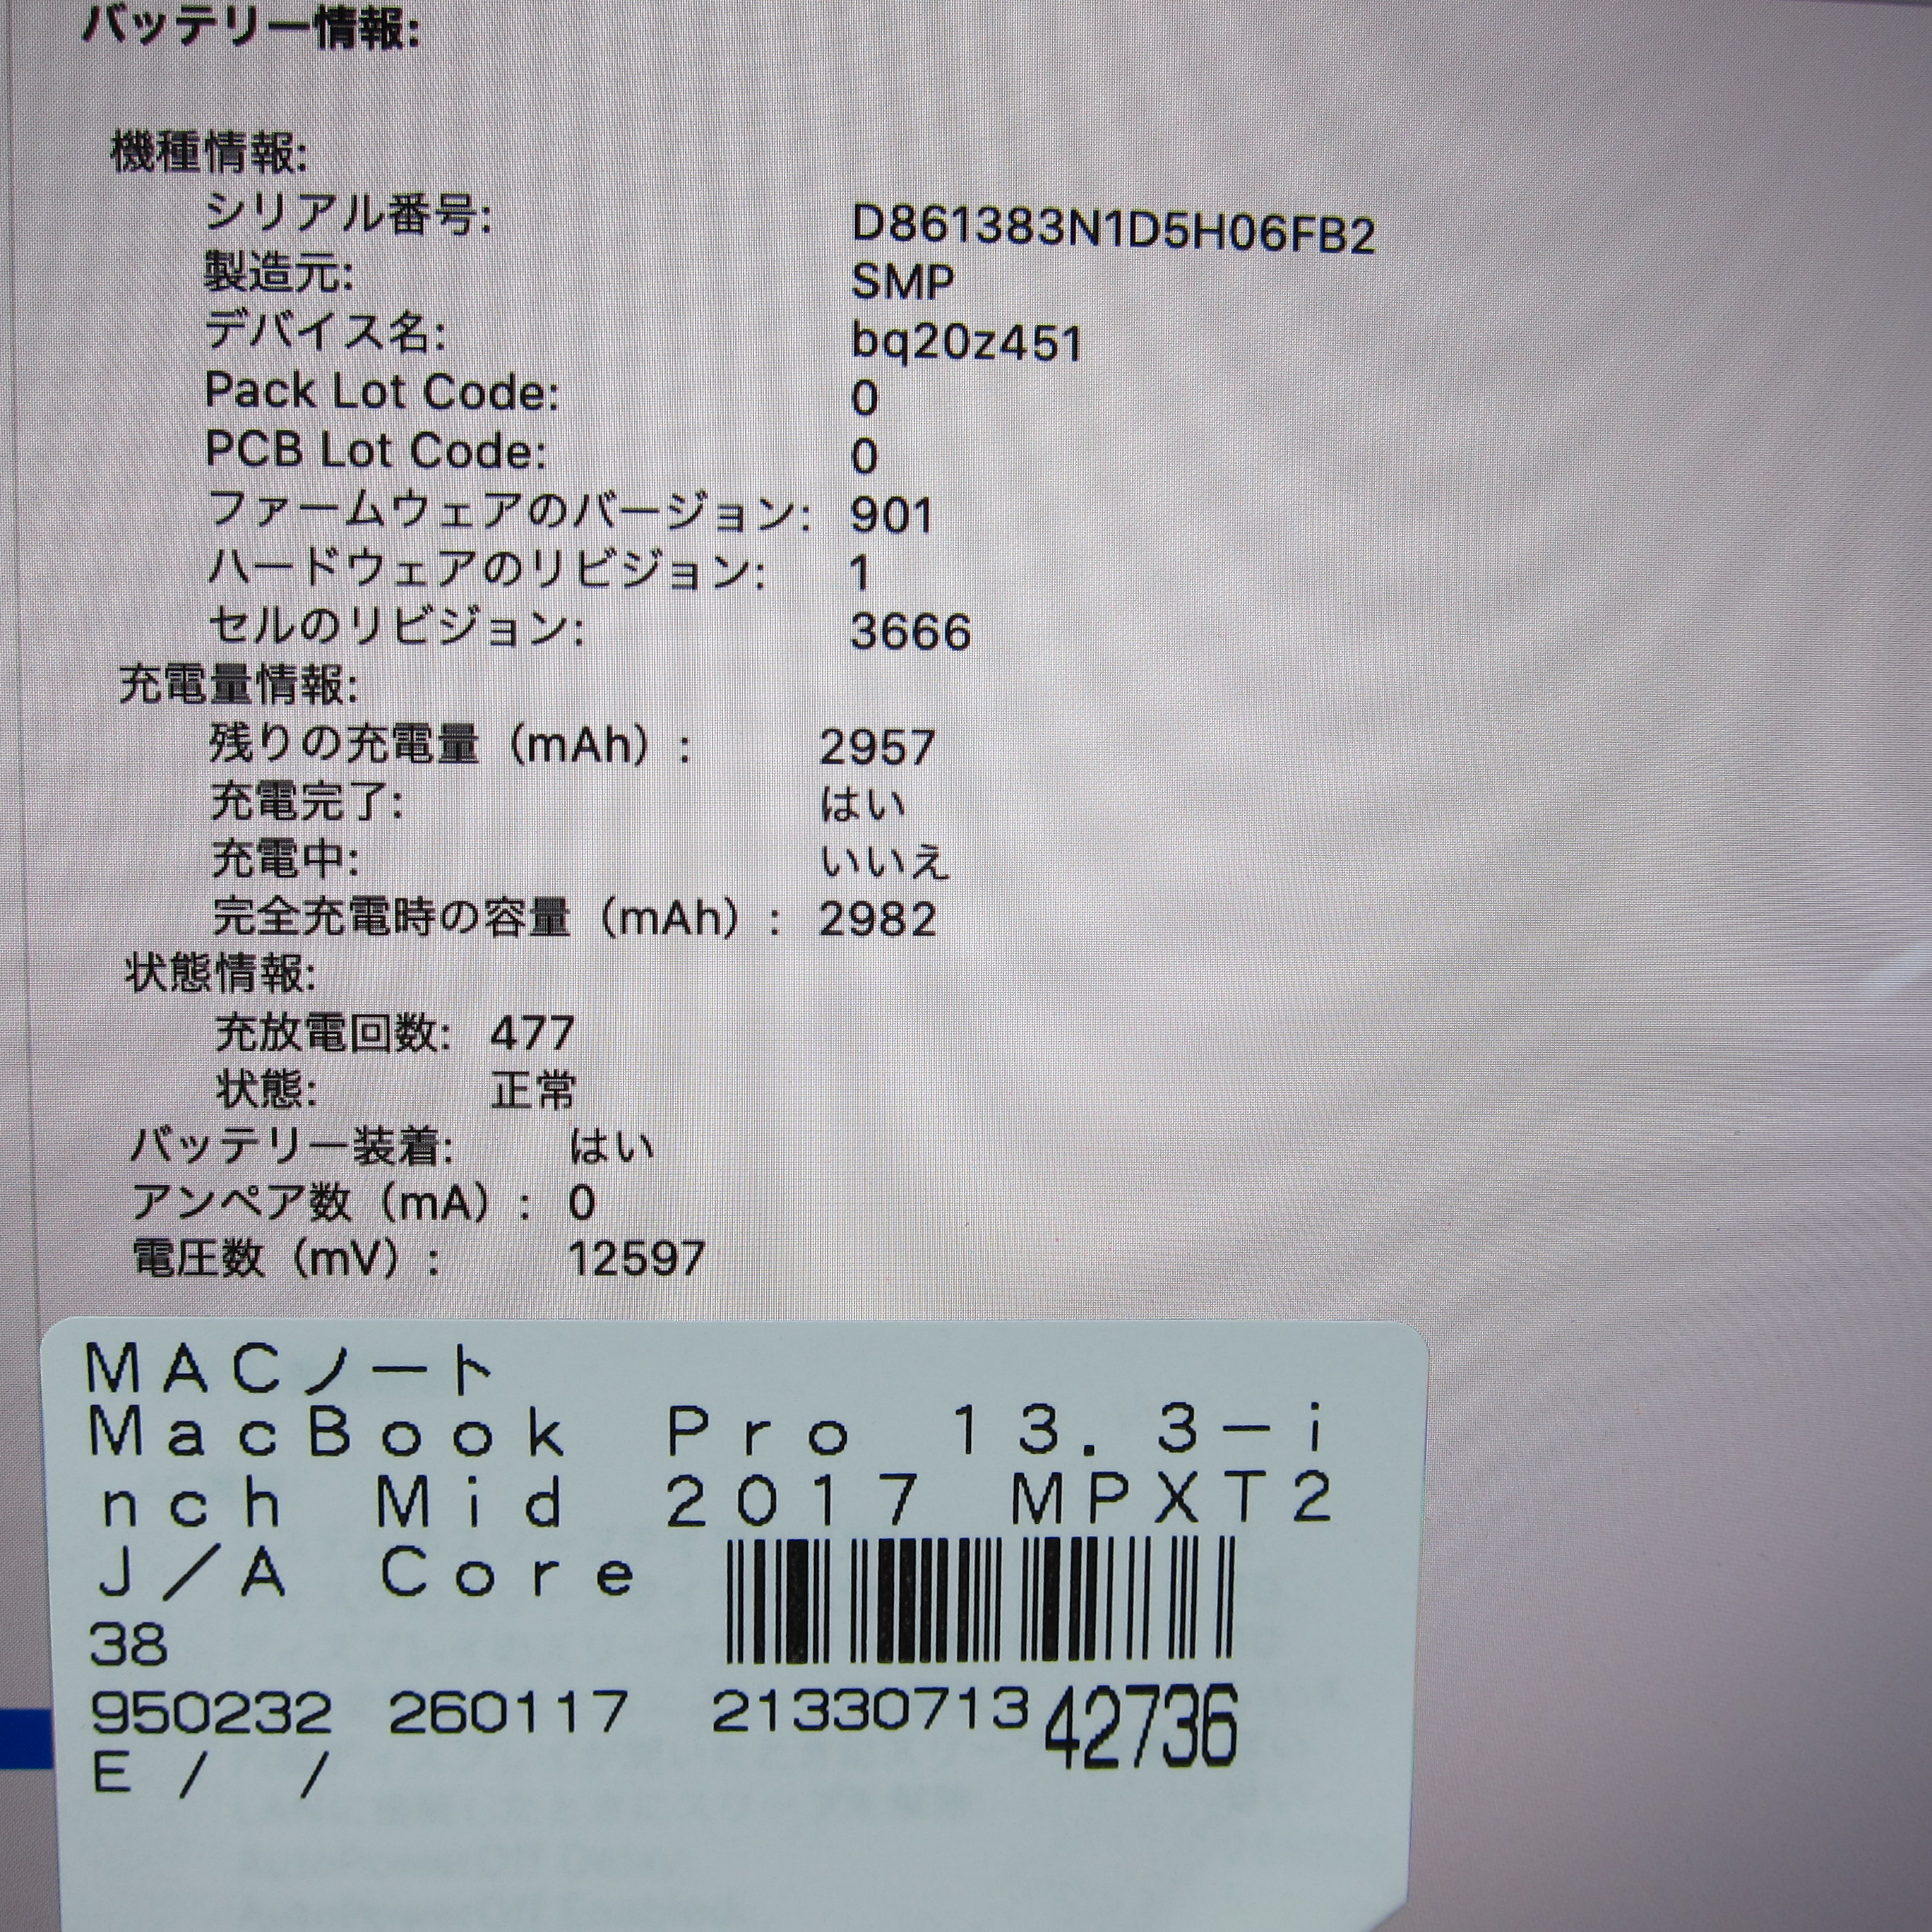 バッテリー情報:
機種情報:
シリアル番号: D861383N1D5H06FB2
製造元: SMP
デバイス名: bq20z451
Pack Lot Code: 0
PCB Lot Code: 0
ファームウェアのバージョン: 901
ハードウェアのリビジョン: 1
セルのリビジョン: 3666
充電量情報:
残りの充電量（mAh）: 2957
充電完了: はい
充電中: いいえ
完全充電時の容量（mAh）: 2982
状態情報:
充放電回数: 477
状態: 正常
バッテリー装着: はい
アンペア数（mA）: 0
電圧数（mV）: 12597
ＭＡＣノート
ＭａｃＢｏｏｋ　Ｐｒｏ　１３．３－ｉ
ｎｃｈ　Ｍｉｄ　２０１７　ＭＰＸＴ２
Ｊ／Ａ　Ｃｏｒｅ
38
950232 260117 21330713 42736
E / /